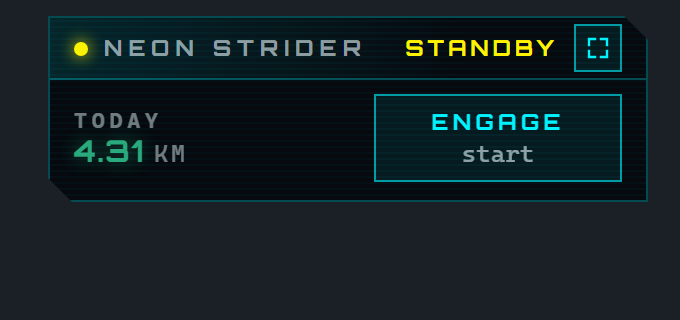 NEON STRIDER STANDBY
TODAY
4.31 KM
ENGAGE
start